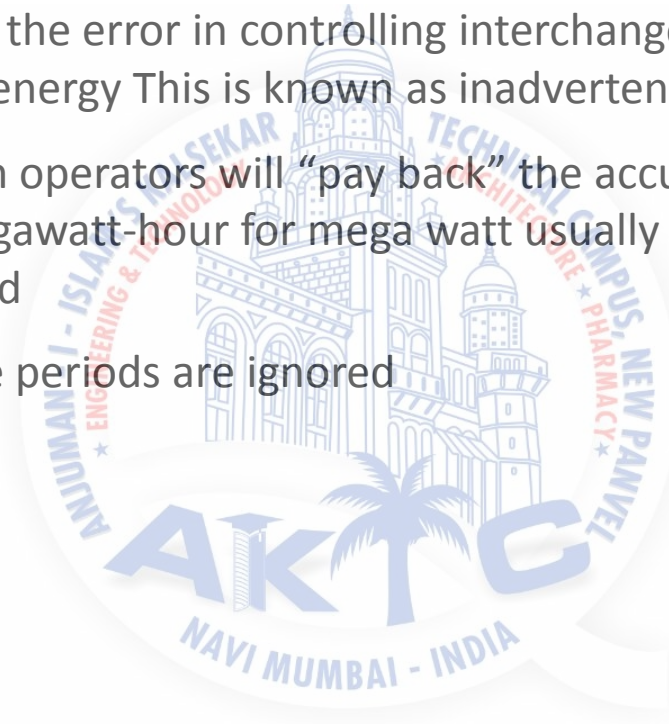 the error in controlling interchange
energy This is known as inadverten
n operators will “pay back” the accu
gawatt-hour for mega watt usually
d
e periods are ignored
ANJUMAN - I - ISLAM'S KALSEKAR TECHNICAL CAMPUS, NEW PANVEL
★ ENGINEERING & TECHNOLOGY ★ ARCHITECTURE ★ PHARMACY ★
AKTC
NAVI MUMBAI - INDIA